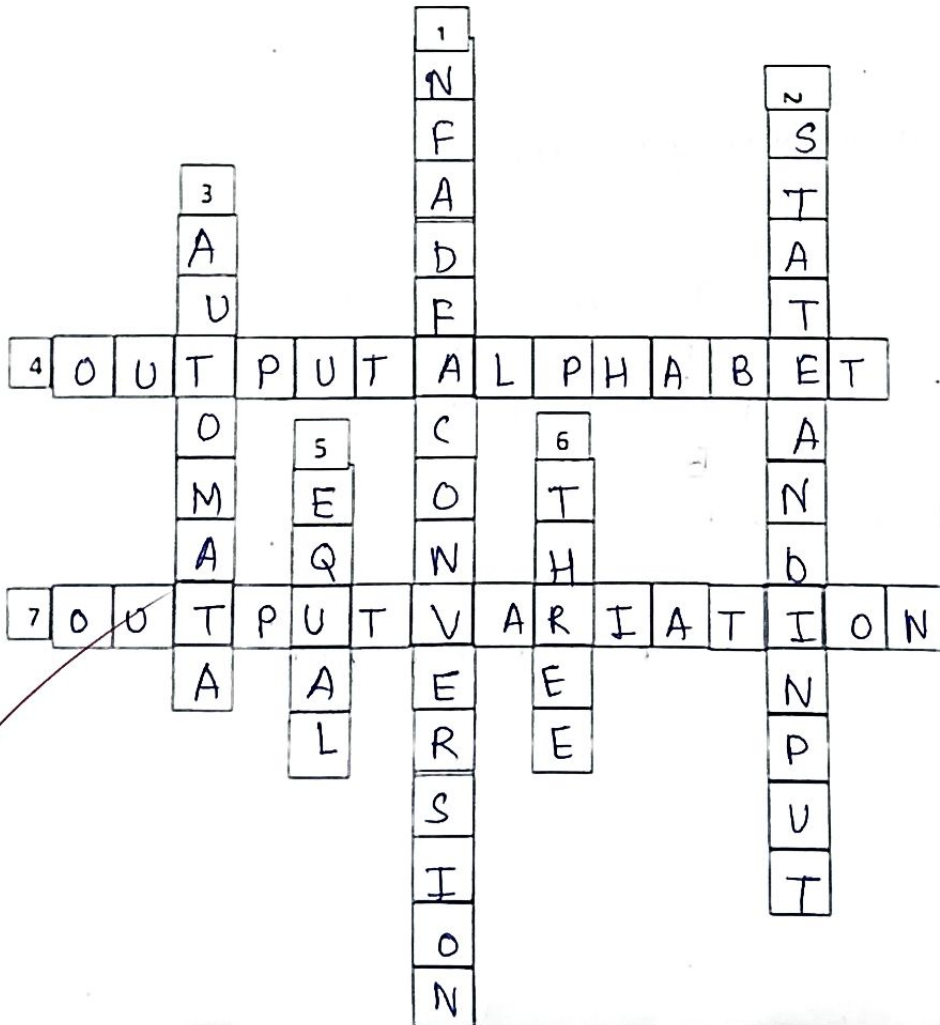 1 NFADFACONVERSION
2 STATEANDINPUT
3 AUTOMATA
4 OUTPUTALPHABET
5 EQUAL
6 THREE
7 OUTPUTVARIATION